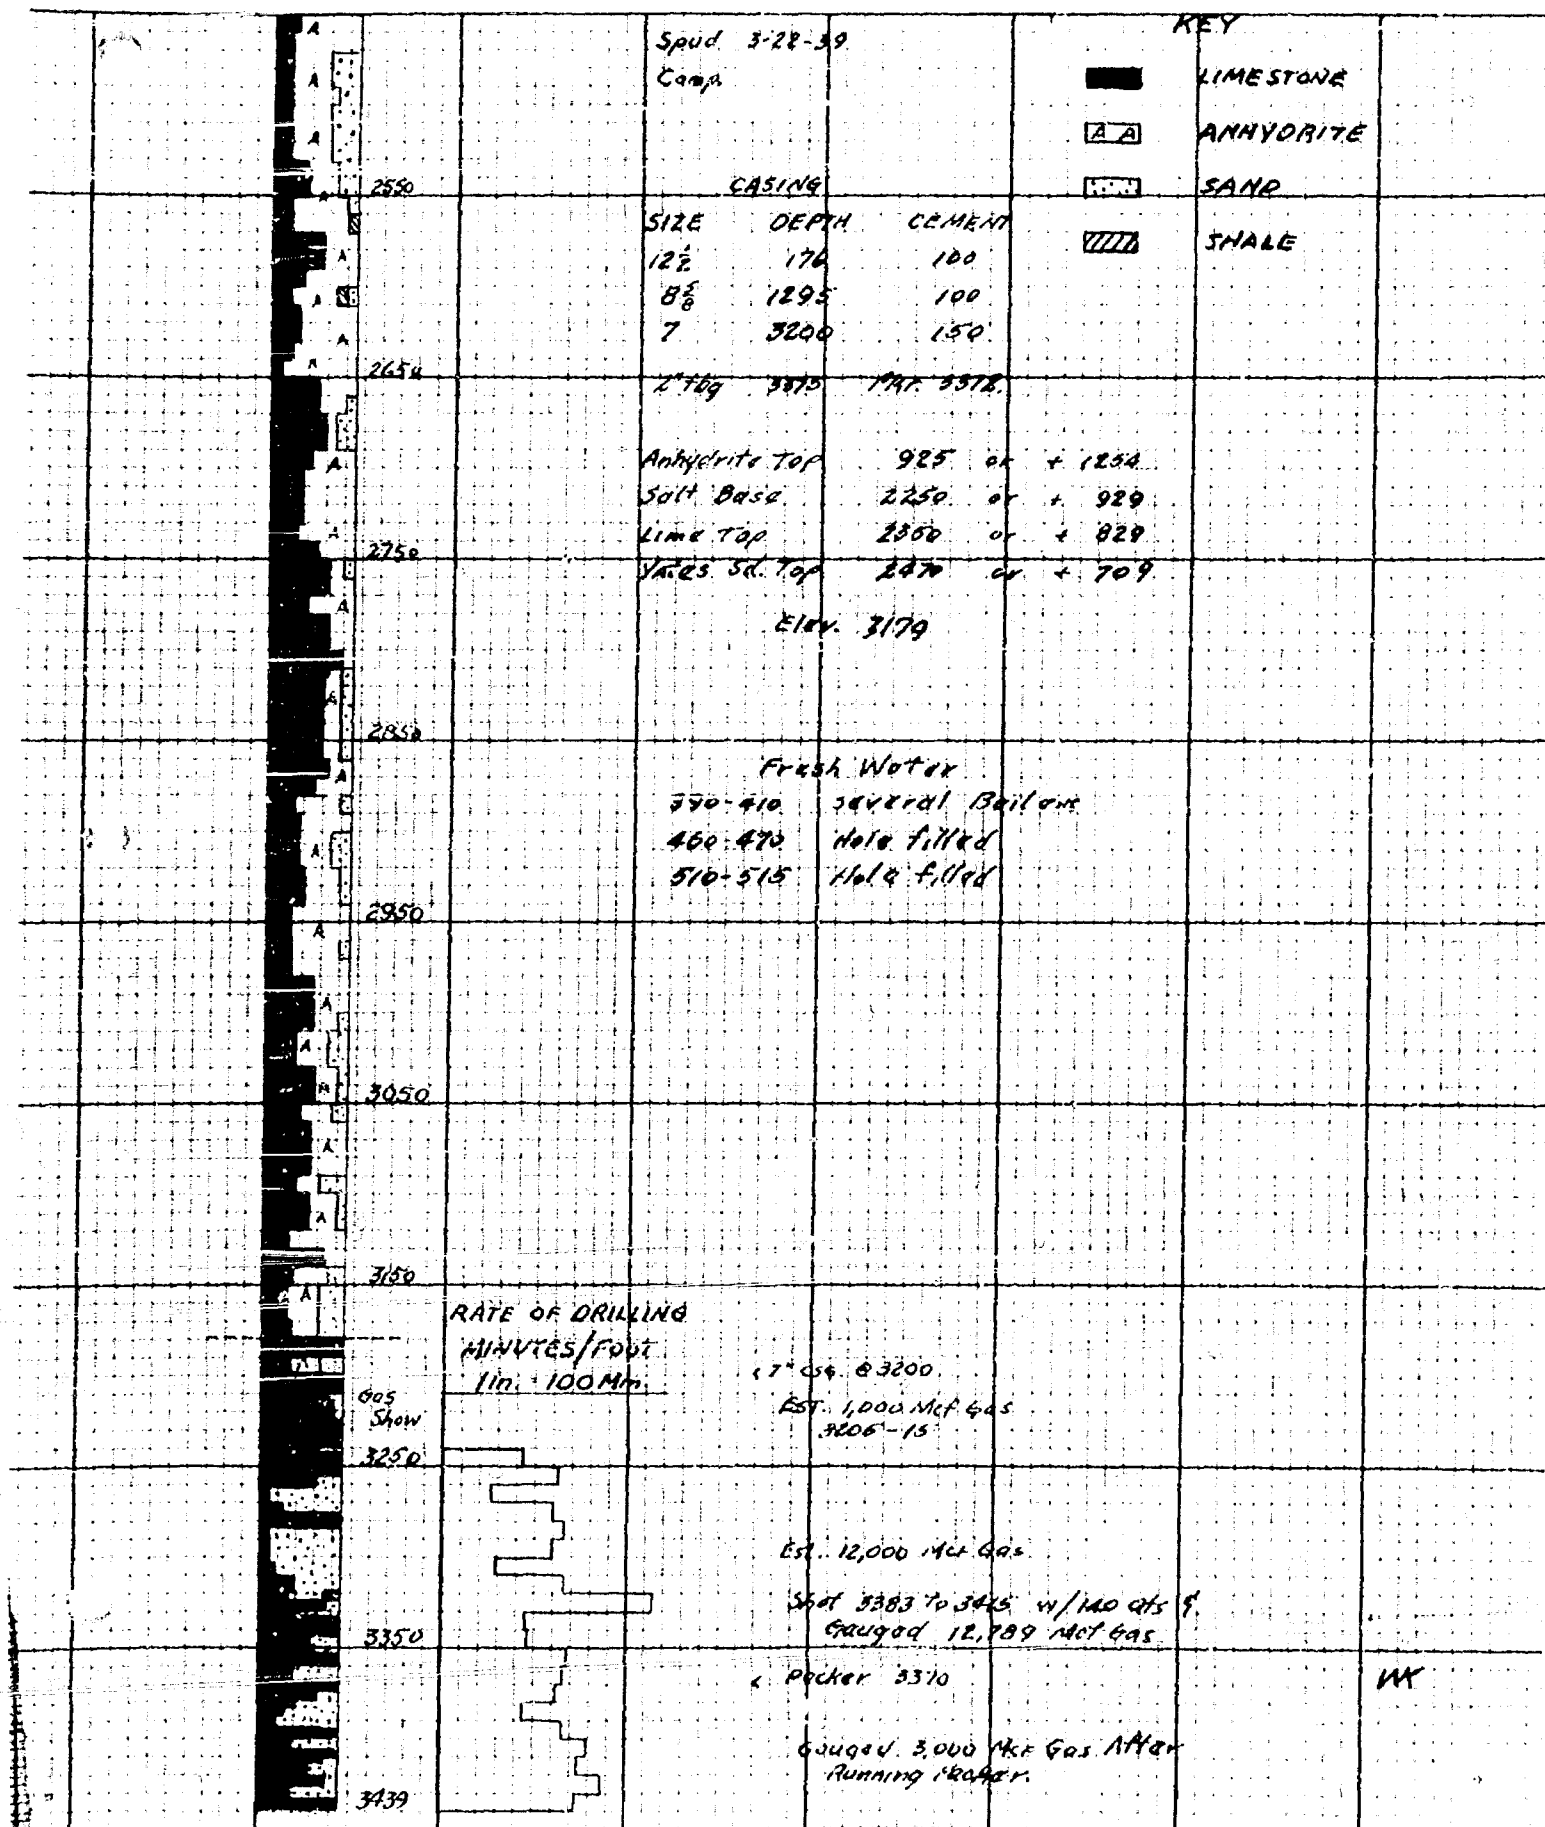 KEY
Spud 3-22-39
Comp.
LIMESTONE
A A ANHYDRITE
SAND
SHALE
CASING
SIZE DEPTH CEMENT
12½ 176 100
8⅝ 1295 100
7 3200 150
2" tbg 3375
Anhydrite Top 925 or + 1254
Salt Base 2250 or + 929
Lime Top 2350 or + 829
Yates Sd. Top 2470 or + 709
Elev. 3179
Fresh Water
390-410 several Bailers
460-470 Hole filled
510-515 Hole filled
2550
2650
2750
2850
2950
3050
3150
RATE OF DRILLING
MINUTES/FOOT
1in. = 100 Min.
7" csg. @ 3200
Gas
Show
EST. 1,000 Mcf Gas
3206-15
3250
Est. 12,000 Mcf Gas
Shot 3383 to 3415 w/140 qts &
Gauged 12,789 Mcf Gas
3350
Packer 3370
Gauged 3,000 Mcf Gas After
Running Packer.
3439